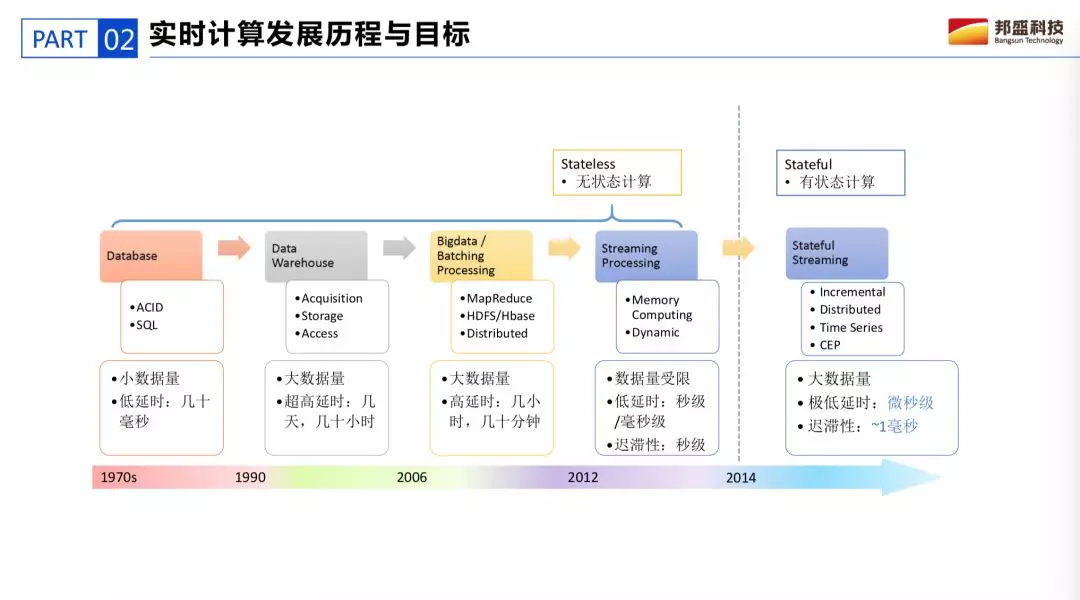 PART 02 实时计算发展历程与目标
邦盛科技
Bangsun Technology
Stateless
• 无状态计算
Stateful
• 有状态计算
Database
•ACID
•SQL
•小数据量
•低延时：几十
毫秒
Data
Warehouse
•Acquisition
•Storage
•Access
•大数据量
•超高延时：几
天，几十小时
Bigdata /
Batching
Processing
•MapReduce
•HDFS/Hbase
•Distributed
•大数据量
•高延时：几小
时，几十分钟
Streaming
Processing
•Memory
Computing
•Dynamic
•数据量受限
•低延时：秒级
/毫秒级
•迟滞性：秒级
Stateful
Streaming
• Incremental
• Distributed
• Time Series
• CEP
• 大数据量
• 极低延时：微秒级
• 迟滞性：~1毫秒
1970s 1990 2006 2012 2014